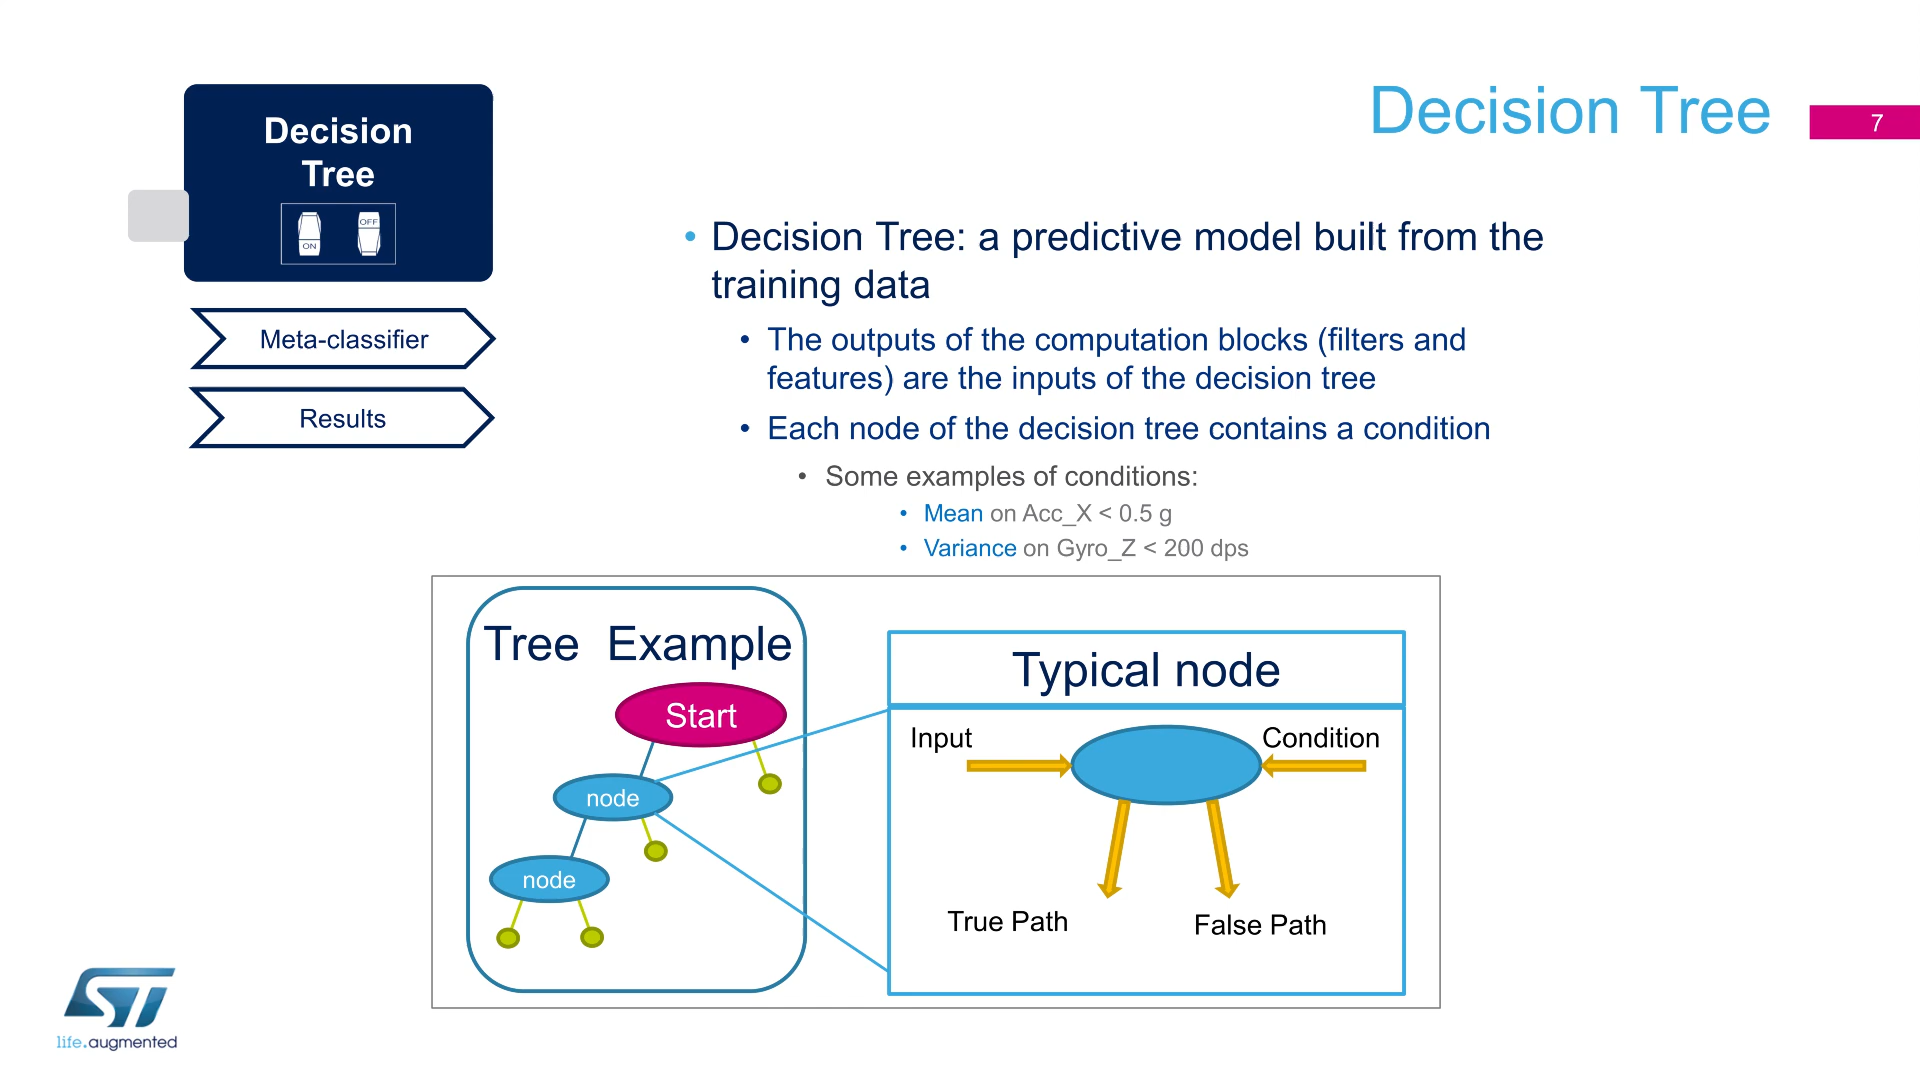 Decision Tree
7
Decision
Tree
ON
OFF
Meta-classifier
Results
• Decision Tree: a predictive model built from the
training data
• The outputs of the computation blocks (filters and
features) are the inputs of the decision tree
• Each node of the decision tree contains a condition
• Some examples of conditions:
• Mean on Acc_X < 0.5 g
• Variance on Gyro_Z < 200 dps
Tree Example
Start
node
node
Typical node
Input
Condition
True Path
False Path
ST
life.augmented